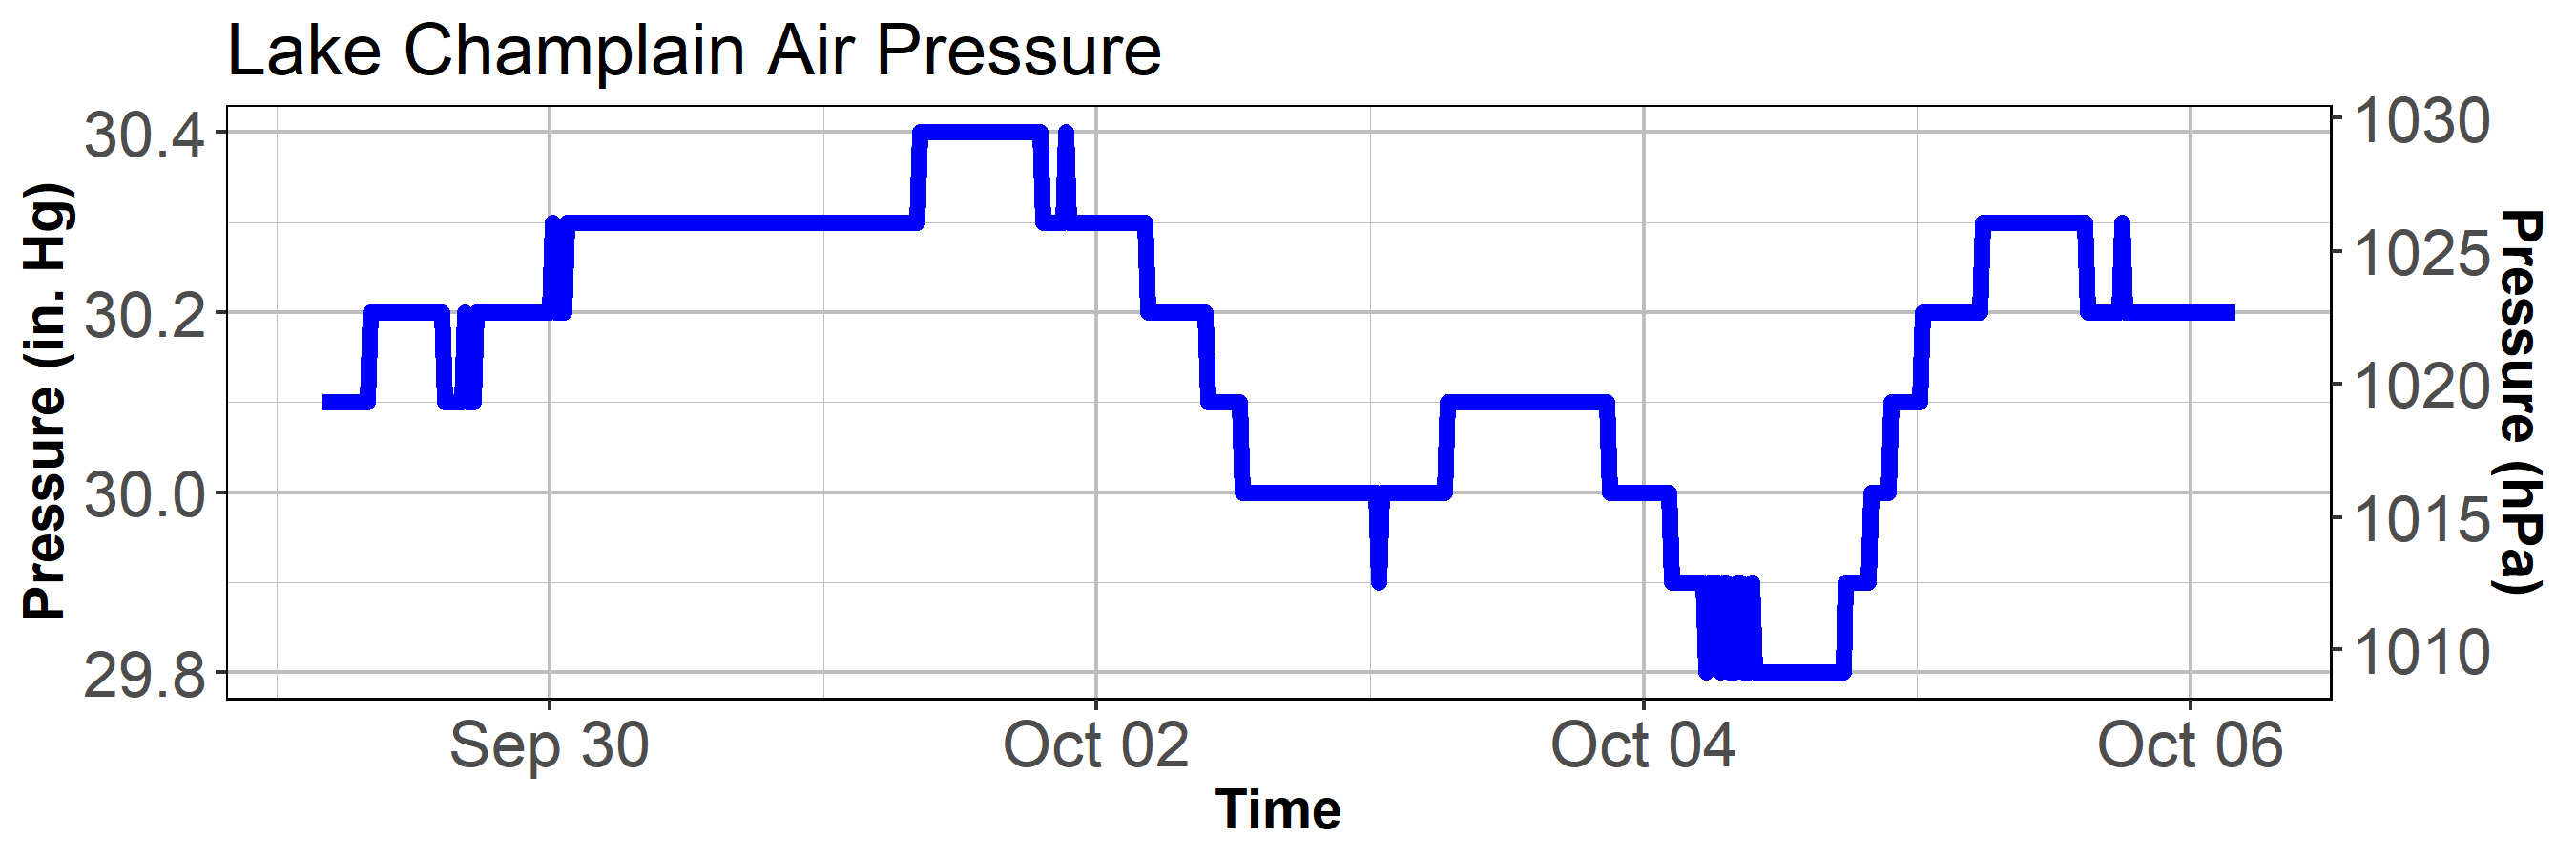 Lake Champlain Air Pressure
Pressure (in. Hg)
30.4
30.2
30.0
29.8
1030
1025
1020
1015
1010
Pressure (hPa)
Sep 30
Oct 02
Oct 04
Oct 06
Time